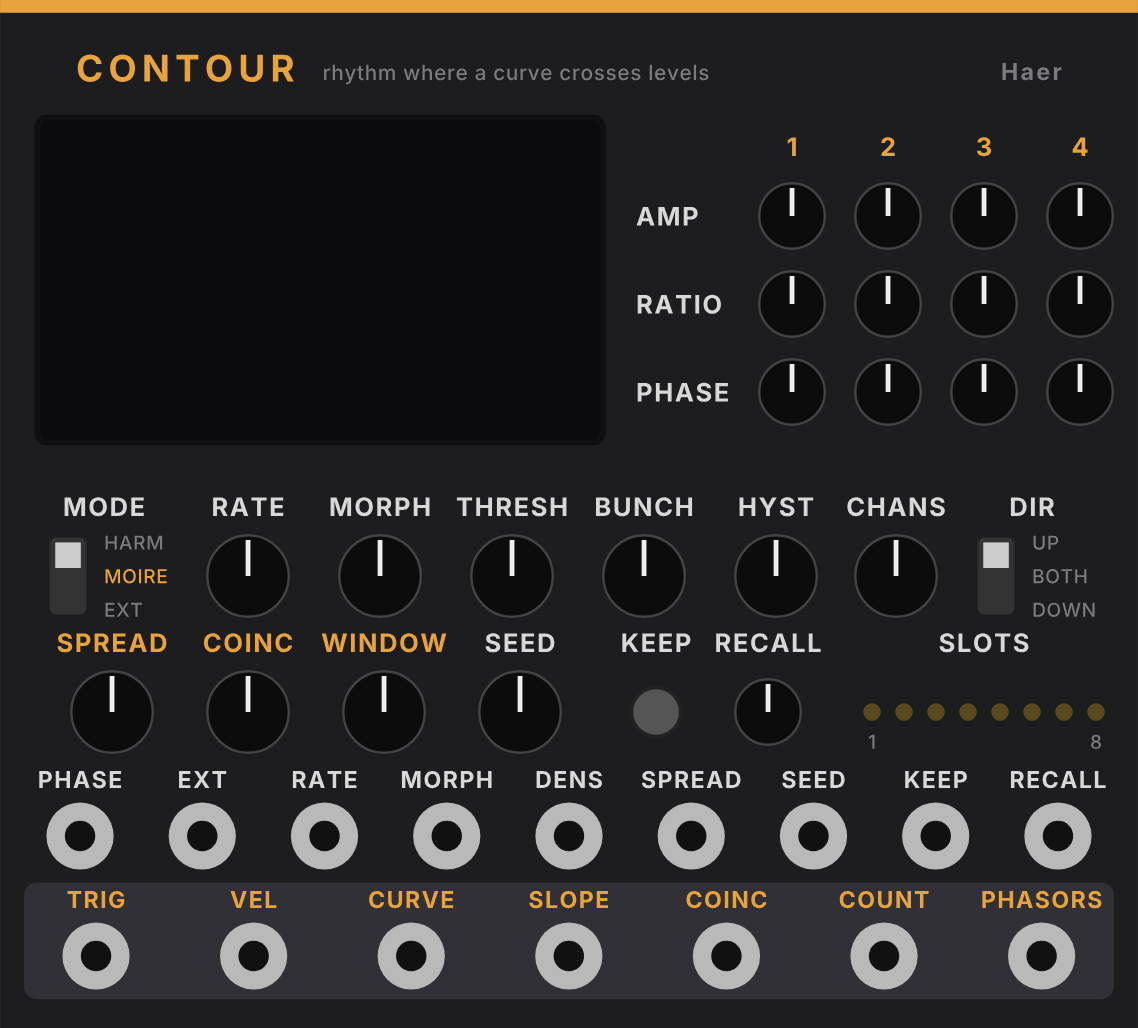 CONTOUR rhythm where a curve crosses levels Haer
1 2 3 4
AMP
RATIO
PHASE
MODE RATE MORPH THRESH BUNCH HYST CHANS DIR
HARM UP
MOIRE BOTH
EXT DOWN
SPREAD COINC WINDOW SEED KEEP RECALL SLOTS
1 8
PHASE EXT RATE MORPH DENS SPREAD SEED KEEP RECALL
TRIG VEL CURVE SLOPE COINC COUNT PHASORS